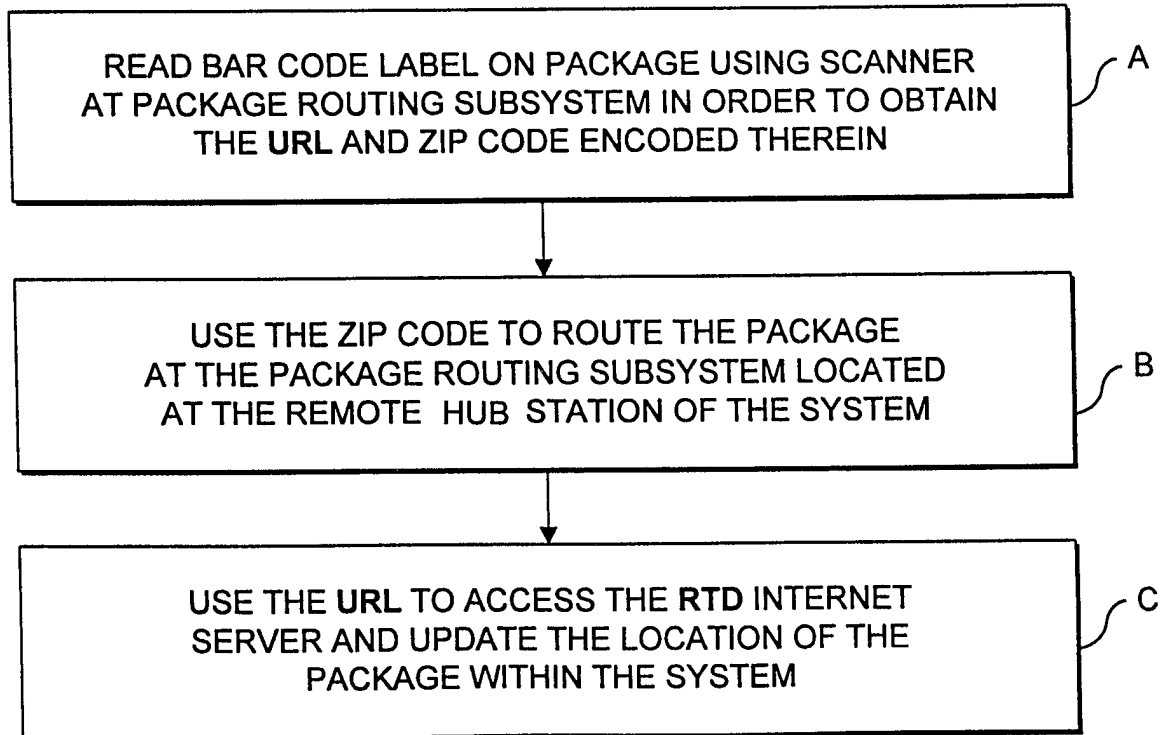 READ BAR CODE LABEL ON PACKAGE USING SCANNER
AT PACKAGE ROUTING SUBSYSTEM IN ORDER TO OBTAIN
THE URL AND ZIP CODE ENCODED THEREIN
A
USE THE ZIP CODE TO ROUTE THE PACKAGE
AT THE PACKAGE ROUTING SUBSYSTEM LOCATED
AT THE REMOTE HUB STATION OF THE SYSTEM
B
USE THE URL TO ACCESS THE RTD INTERNET
SERVER AND UPDATE THE LOCATION OF THE
PACKAGE WITHIN THE SYSTEM
C